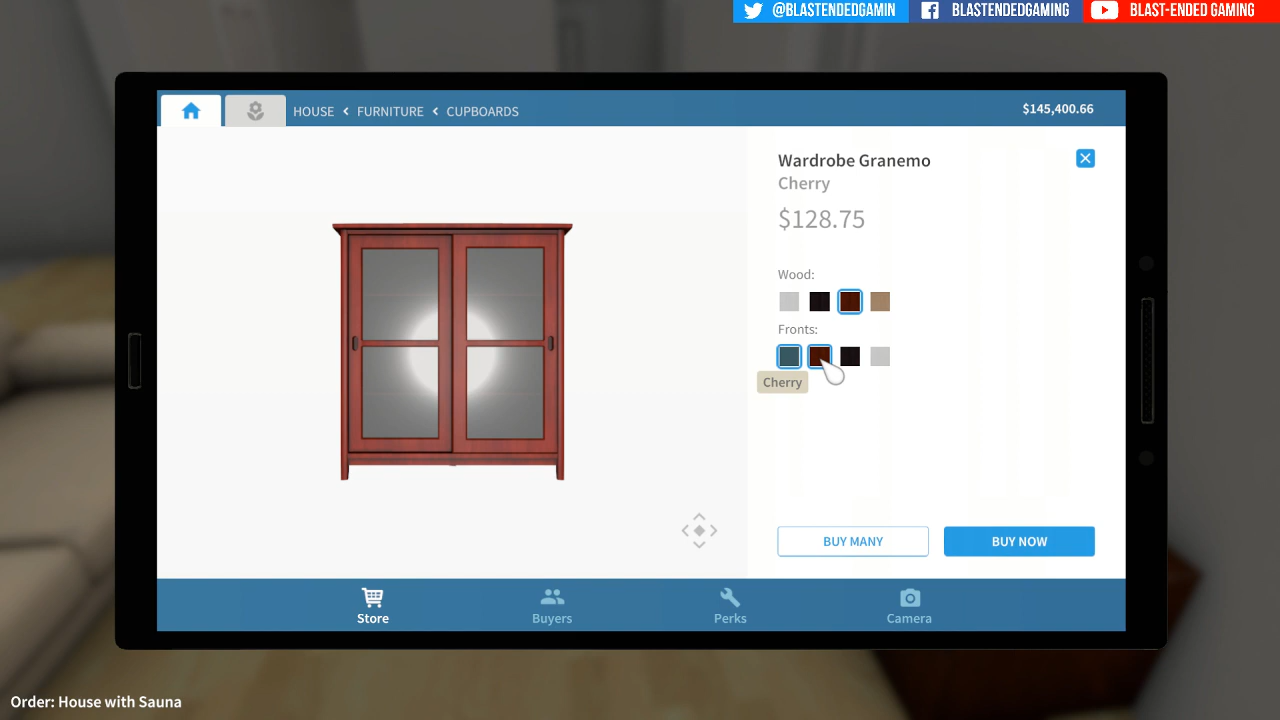 @BLASTENDEDGAMIN
BLASTENDEDGAMING
BLAST-ENDED GAMING
HOUSE < FURNITURE < CUPBOARDS
$145,400.66
Wardrobe Granemo
Cherry
$128.75
Wood:
Fronts:
Cherry
BUY MANY
BUY NOW
Store
Buyers
Perks
Camera
Order: House with Sauna